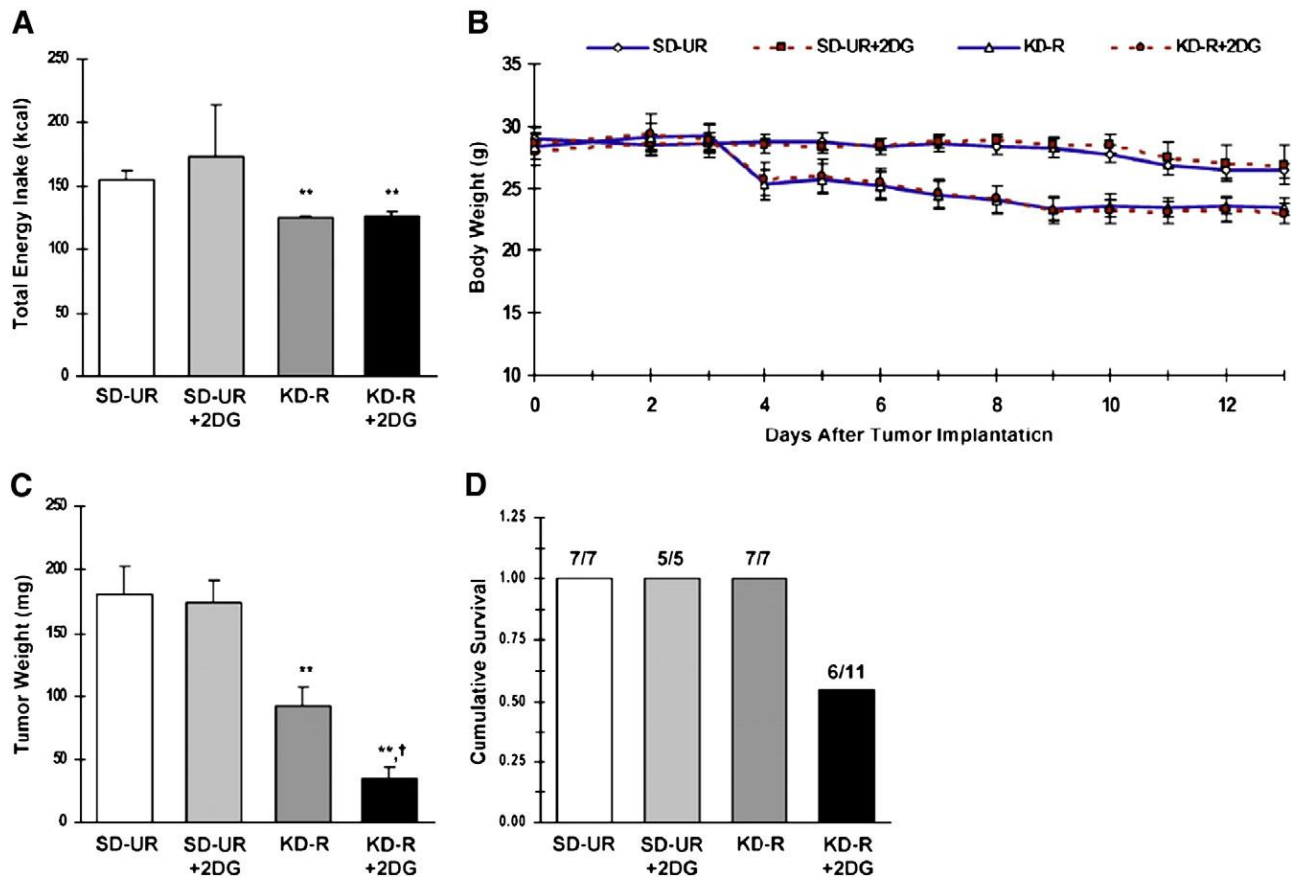 A
250
200
150
100
50
0
Total Energy Inake (kcal)
**
**
SD-UR
SD-UR
+2DG
KD-R
KD-R
+2DG
B
SD-UR
SD-UR+2DG
KD-R
KD-R+2DG
35
30
25
20
15
10
Body Weight (g)
0
2
4
6
8
10
12
Days After Tumor Implantation
C
250
200
150
100
50
0
Tumor Weight (mg)
**
**,†
SD-UR
SD-UR
+2DG
KD-R
KD-R
+2DG
D
1.25
1.00
0.75
0.50
0.25
0.00
Cumulative Survival
7/7
5/5
7/7
6/11
SD-UR
SD-UR
+2DG
KD-R
KD-R
+2DG